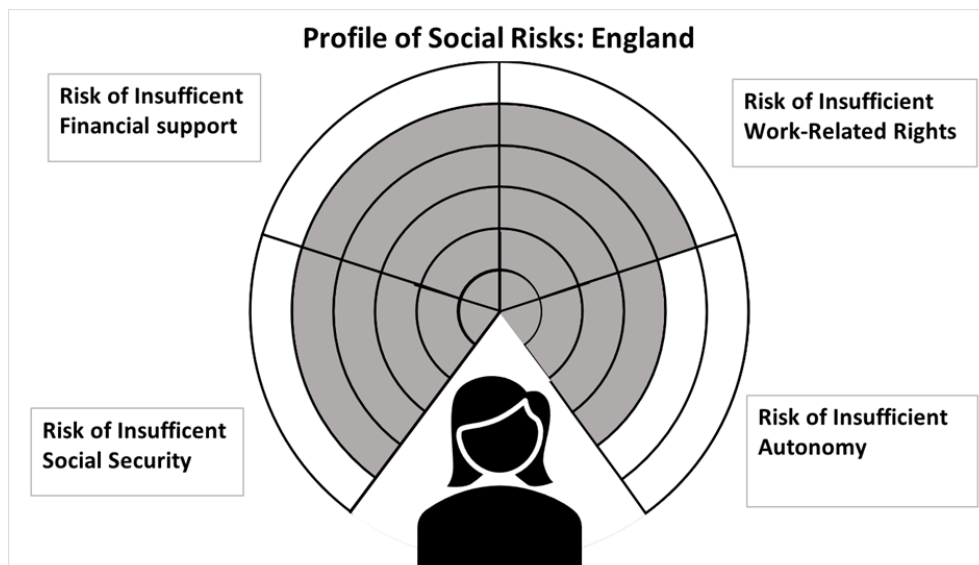 Profile of Social Risks: England
Risk of Insufficent
Financial support
Risk of Insufficient
Work-Related Rights
Risk of Insufficent
Social Security
Risk of Insufficient
Autonomy